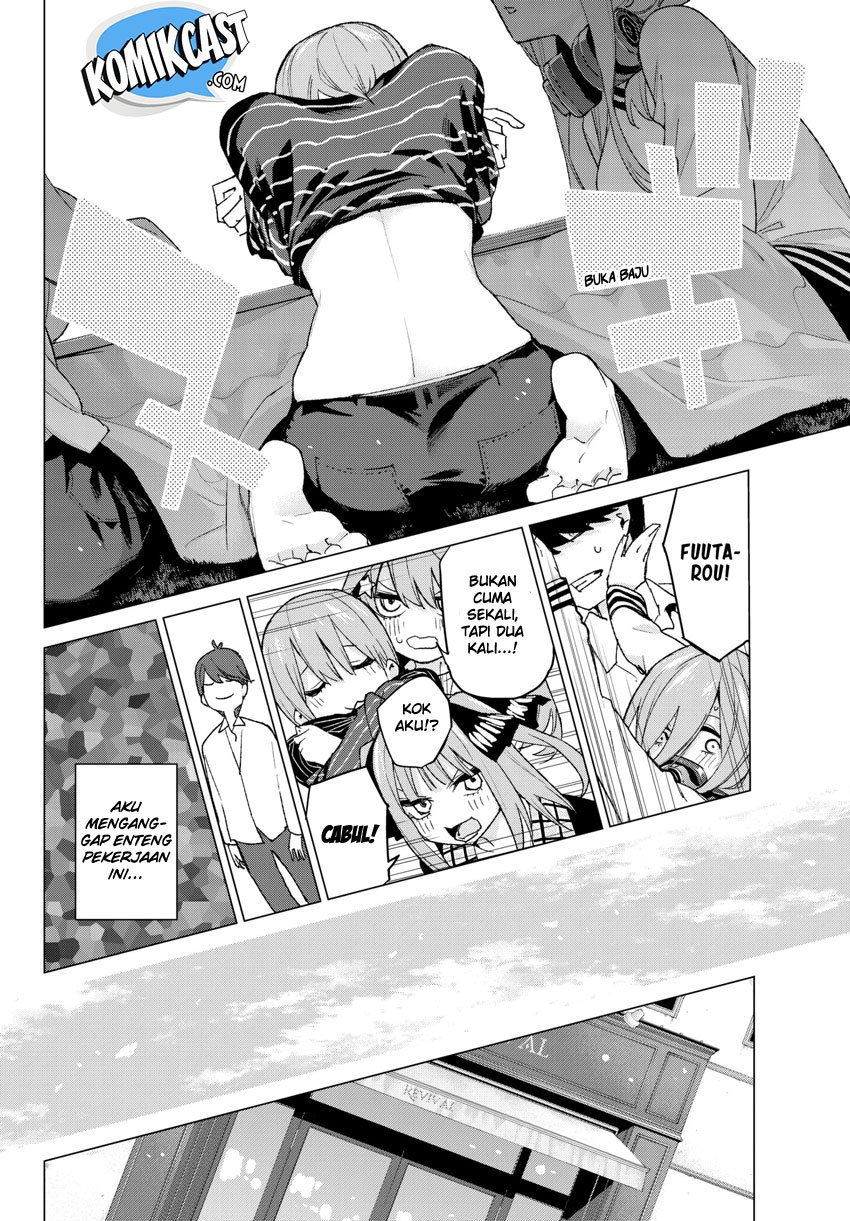 KOMIKCAST
.COM
BUKA BAJU
FUUTA-
ROU!
BUKAN
CUMA
SEKALI,
TAPI DUA
KALI...!
KOK
AKU!?
CABUL!
AKU
MENGANG-
GAP ENTENG
PEKERJAAN
INI...
AL
REVIVAL